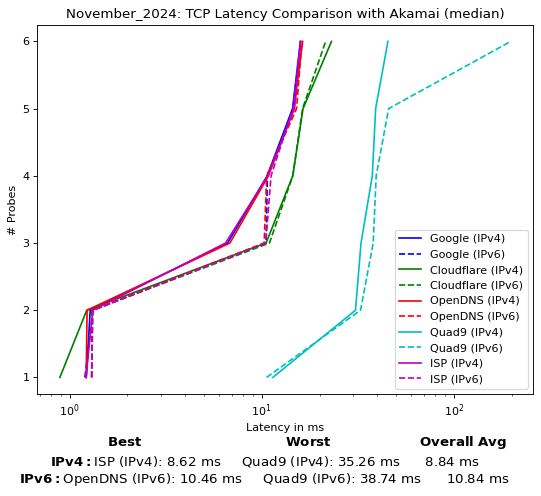 November_2024: TCP Latency Comparison with Akamai (median)
6
5
4
3
2
1
# Probes
10⁰ 10¹ 10²
Latency in ms
Google (IPv4)
Google (IPv6)
Cloudflare (IPv4)
Cloudflare (IPv6)
OpenDNS (IPv4)
OpenDNS (IPv6)
Quad9 (IPv4)
Quad9 (IPv6)
ISP (IPv4)
ISP (IPv6)
Best Worst Overall Avg
IPv4: ISP (IPv4): 8.62 ms Quad9 (IPv4): 35.26 ms 8.84 ms
IPv6: OpenDNS (IPv6): 10.46 ms Quad9 (IPv6): 38.74 ms 10.84 ms